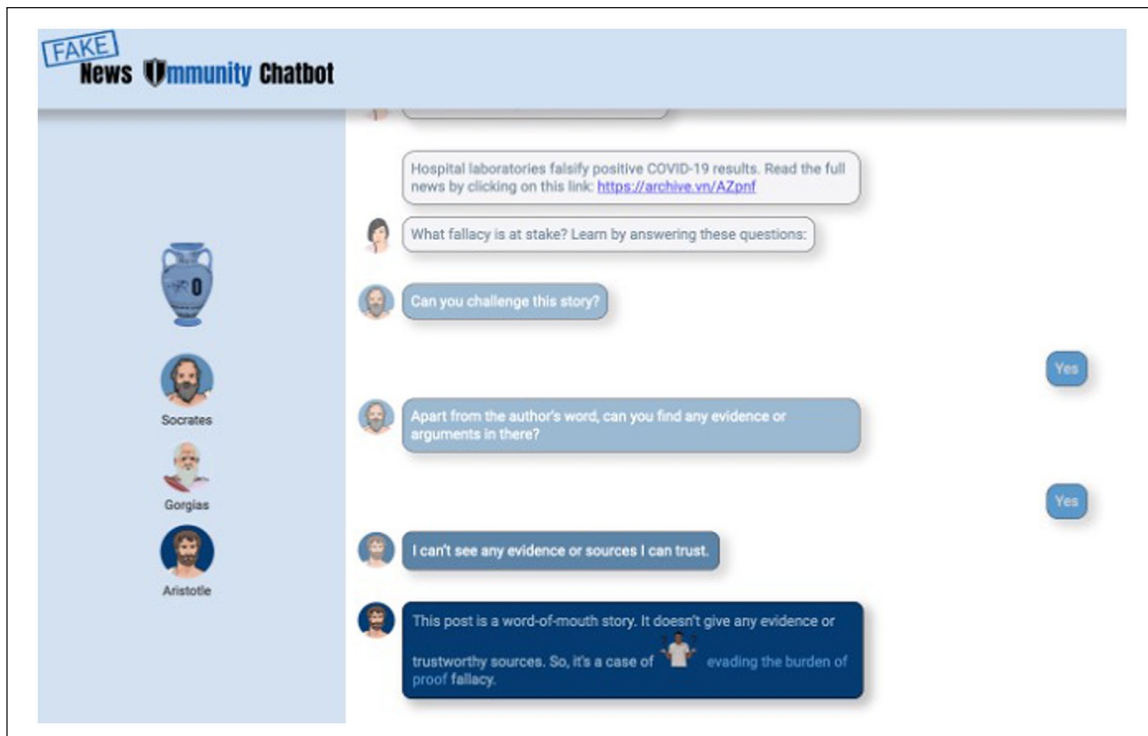 FAKE
News Immunity Chatbot
Hospital laboratories falsify positive COVID-19 results. Read the full
news by clicking on this link: https://archive.vn/AZpnf
What fallacy is at stake? Learn by answering these questions:
0
Can you challenge this story?
Yes
Socrates
Apart from the author's word, can you find any evidence or
arguments in there?
Gorgias
Yes
I can't see any evidence or sources I can trust.
Aristotle
This post is a word-of-mouth story. It doesn't give any evidence or
trustworthy sources. So, it's a case of ? ? evading the burden of
proof fallacy.